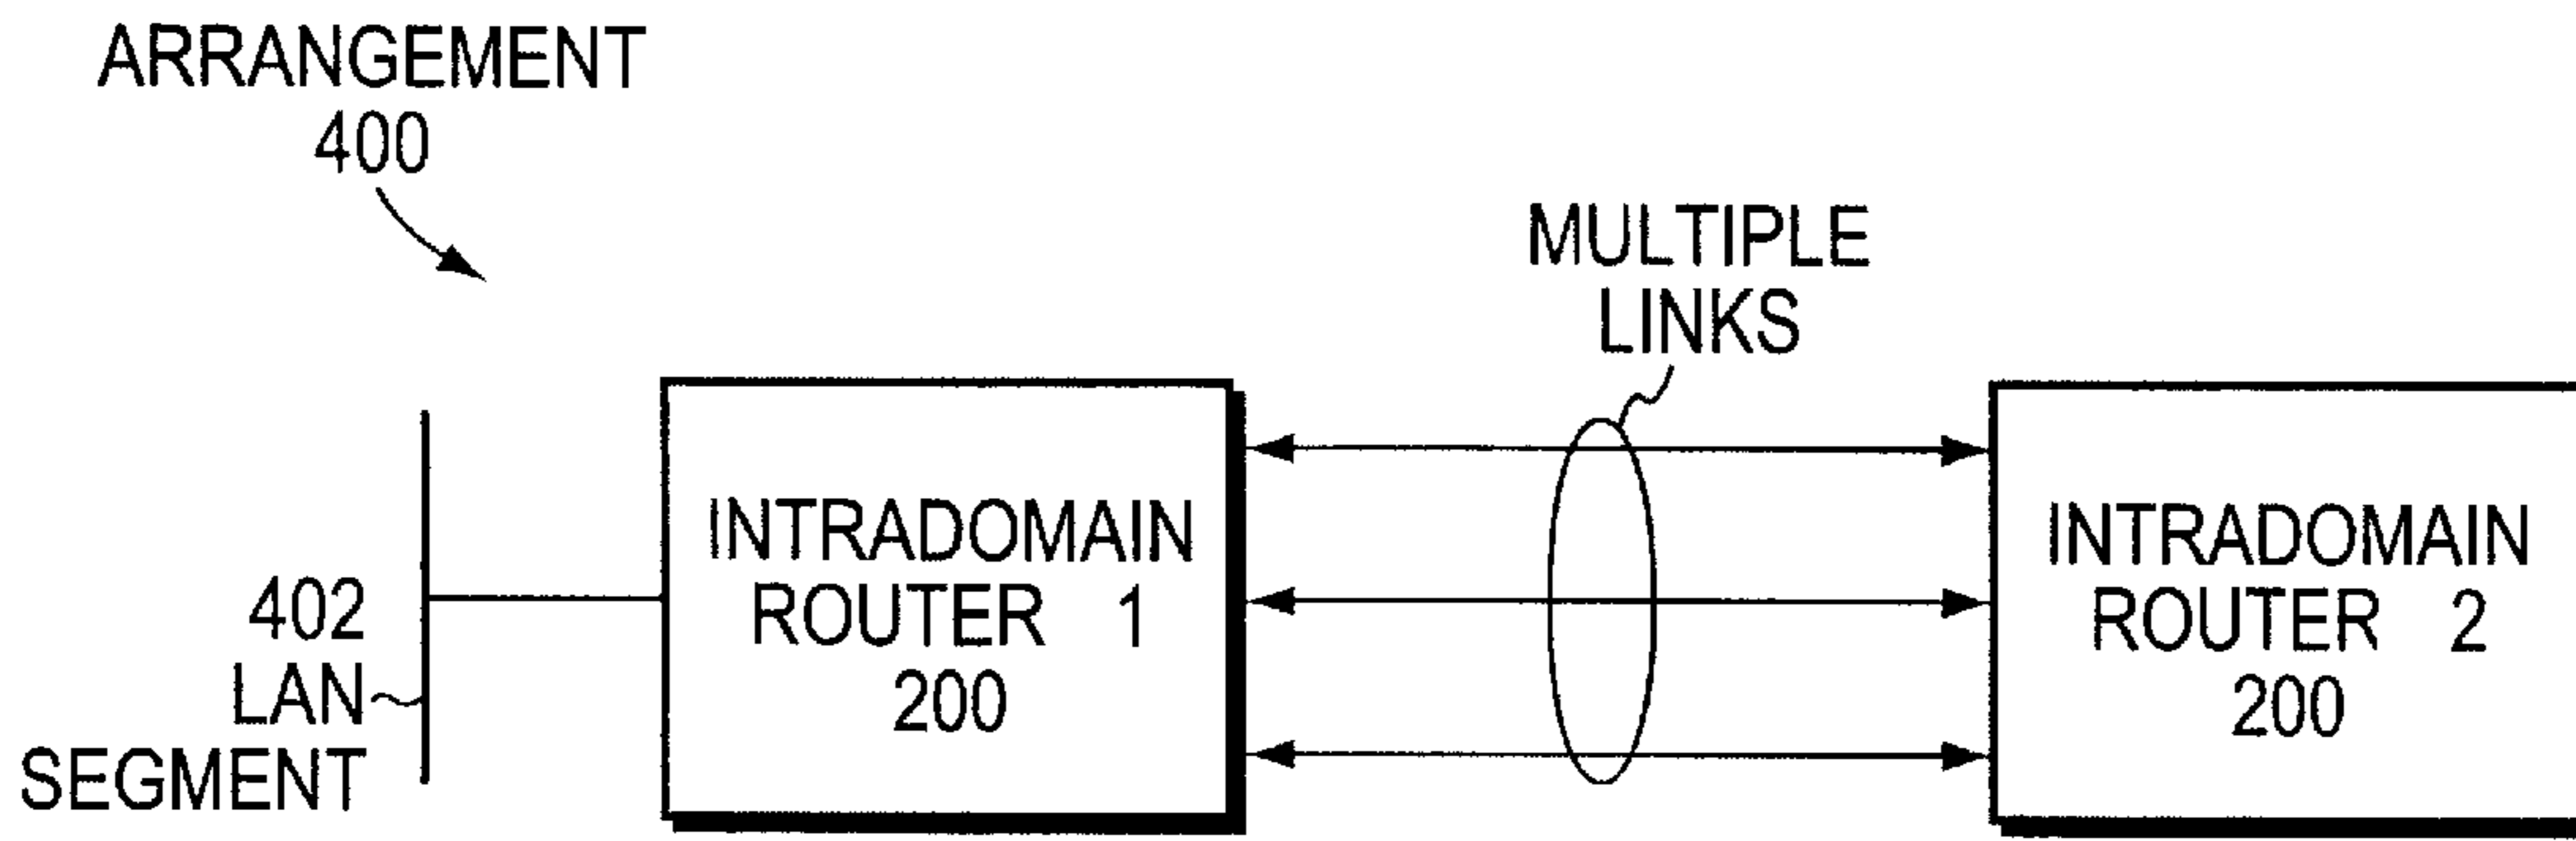 ARRANGEMENT
400
MULTIPLE
LINKS
402
LAN
SEGMENT
INTRADOMAIN
ROUTER 1
200
INTRADOMAIN
ROUTER 2
200